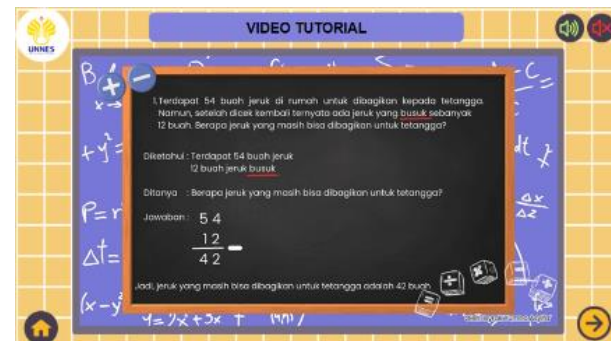 UNNES
VIDEO TUTORIAL
1. Terdapat 54 buah jeruk di rumah untuk dibagikan kepada tetangga.
Namun, setelah dicek kembali ternyata ada jeruk yang busuk sebanyak
12 buah. Berapa jeruk yang masih bisa dibagikan untuk tetangga?
Diketahui : Terdapat 54 buah jeruk
12 buah jeruk busuk
Ditanya : Berapa jeruk yang masih bisa dibagikan untuk tetangga?
Jawaban : 54
12 −
42
Jadi, jeruk yang masih bisa dibagikan untuk tetangga adalah 42 buah